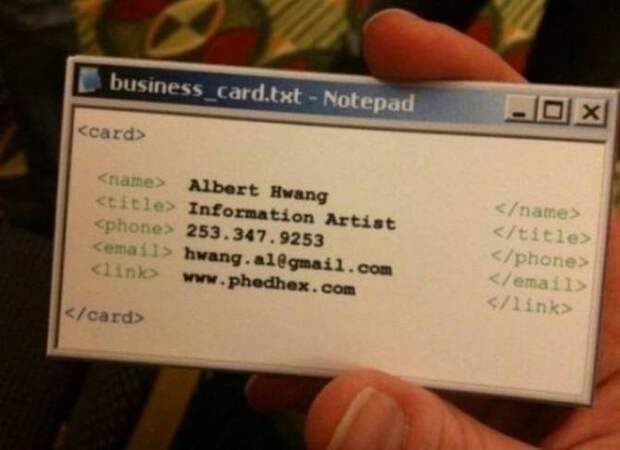 business_card.txt - Notepad
<card>
<name> Albert Hwang </name>
<title> Information Artist </title>
<phone> 253.347.9253 </phone>
<email> hwang.al@gmail.com </email>
<link> www.phedhex.com </link>
</card>